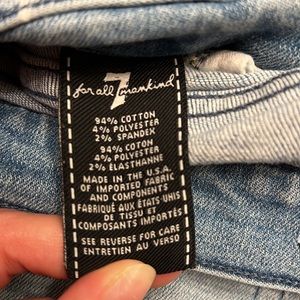 7
for all mankind
94% COTTON
4% POLYESTER
2% SPANDEX
94% COTON
4% POLYESTER
2% ÉLASTHANNE
MADE IN THE U.S.A.
OF IMPORTED FABRIC
AND COMPONENTS
FABRIQUÉ AUX ÉTATS-UNIS
DE TISSU ET
COMPOSANTS IMPORTÉS
SEE REVERSE FOR CARE
ENTRETIEN AU VERSO